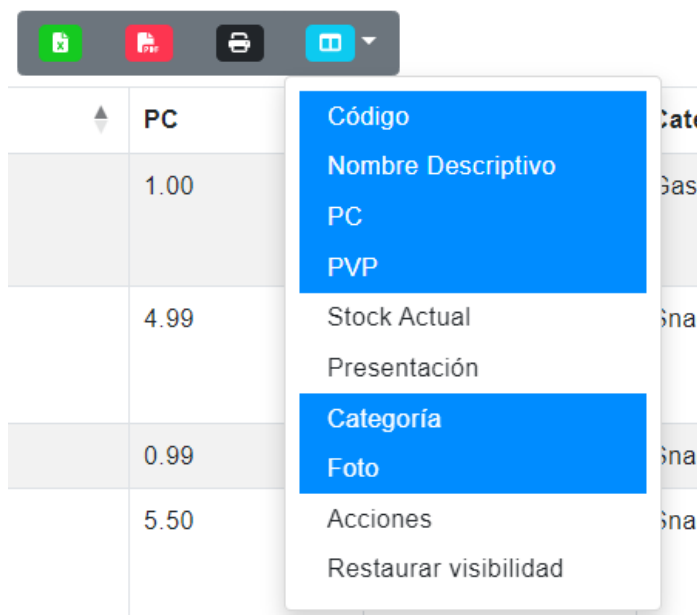 PDF
PC
1.00
4.99
0.99
5.50
Código
Nombre Descriptivo
PC
PVP
Stock Actual
Presentación
Categoría
Foto
Acciones
Restaurar visibilidad